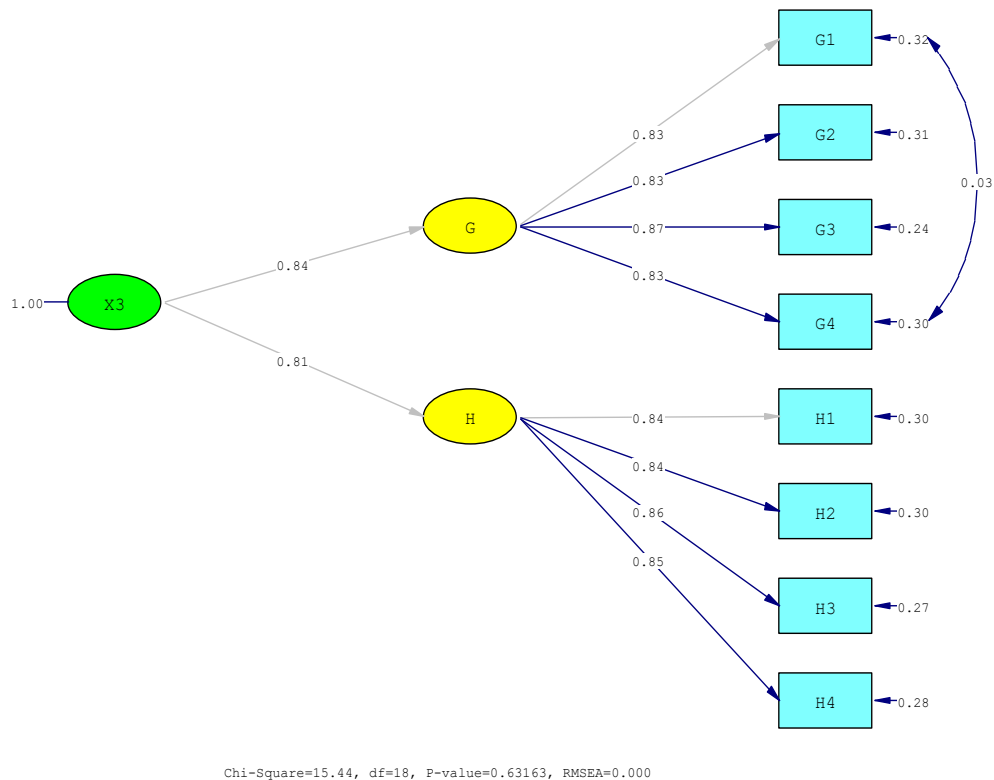 G1
0.32
G2
0.31
0.83
0.83
0.03
G
0.87
G3
0.24
0.84
0.83
1.00
X3
G4
0.30
0.81
H
0.84
H1
0.30
0.84
0.86
H2
0.30
0.85
H3
0.27
H4
0.28
Chi-Square=15.44, df=18, P-value=0.63163, RMSEA=0.000